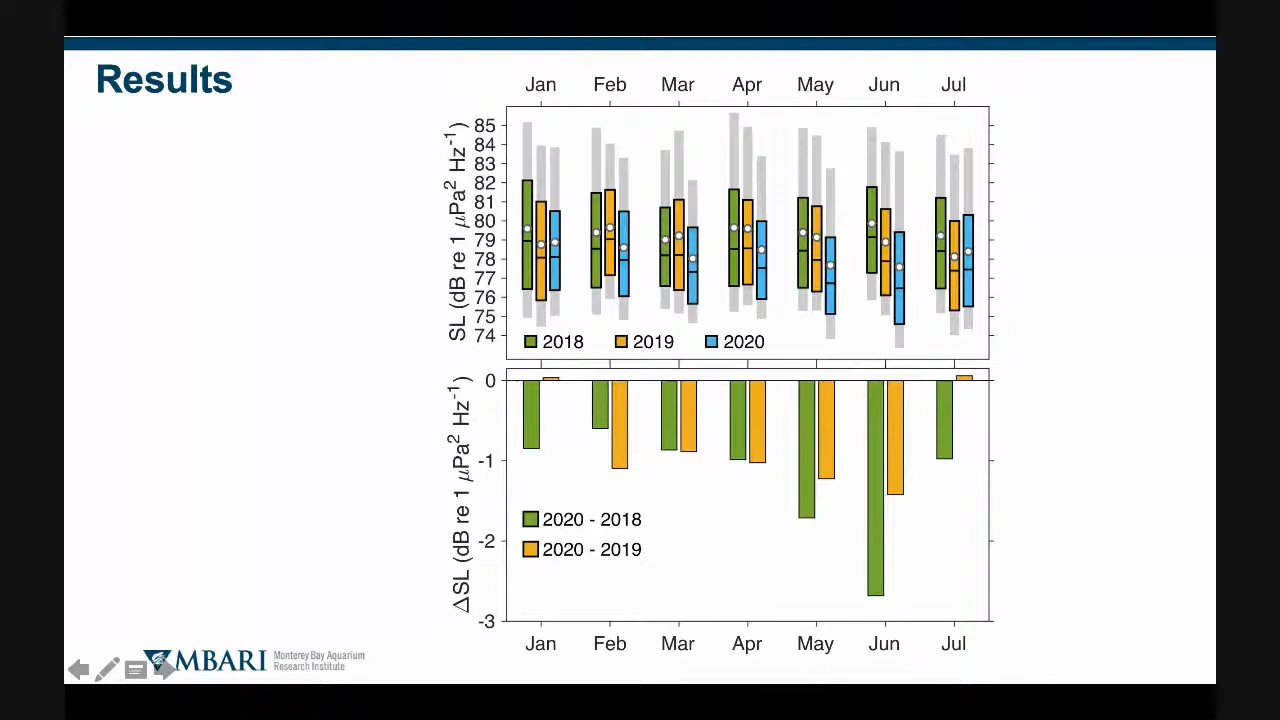 Results
Jan Feb Mar Apr May Jun Jul
SL (dB re 1 μPa² Hz⁻¹)
85
84
83
82
81
80
79
78
77
76
75
74
2018 2019 2020
ΔSL (dB re 1 μPa² Hz⁻¹)
0
-1
-2
-3
2020 - 2018
2020 - 2019
Jan Feb Mar Apr May Jun Jul
MBARI
Monterey Bay Aquarium
Research Institute